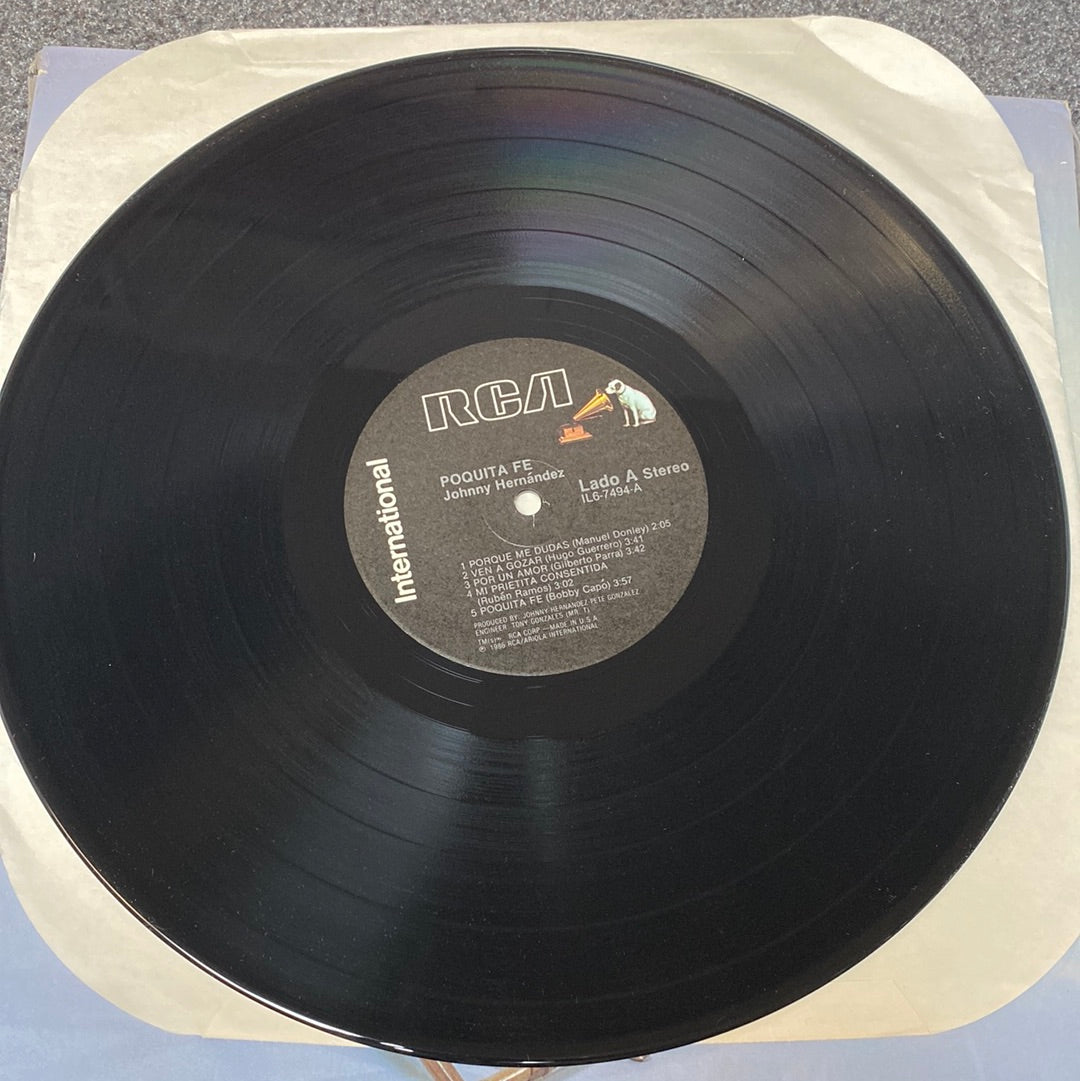 RCA
International
POQUITA FE
Johnny Hernández
Lado A Stereo
IL6-7494-A
1 PORQUE ME DUDAS (Manuel Donley) 2:05
2 VEN A GOZAR (Hugo Guerrero) 3:41
3 POR UN AMOR (Gilberto Parra) 3:42
4 MI PRIETITA CONSENTIDA
(Rubén Ramos) 3:02
5 POQUITA FE (Bobby Capó) 3:57
PRODUCED BY: JOHNNY HERNANDEZ-PETE GONZALEZ
ENGINEER: TONY GONZALES (MR. T)
RCA CORP.—MADE IN U.S.A
℗ 1986 RCA/ARIOLA INTERNATIONAL